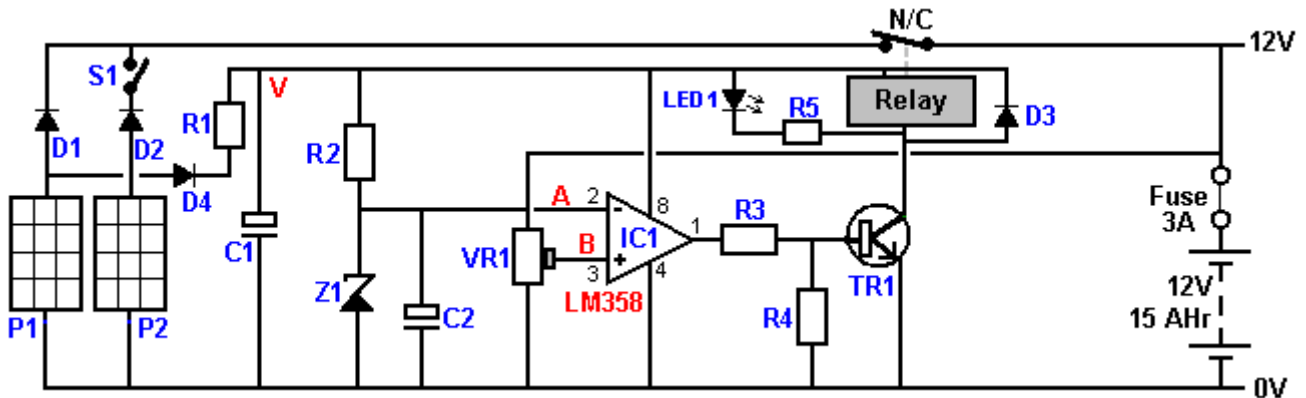 N/C
12V
S1
V
LED1
R5
Relay
D3
D1
R1
D2
R2
D4
A
2
8
Fuse
3A
IC1
1
R3
VR1
B
+
3
4
C1
LM358
TR1
Z1
C2
R4
12V
15 AHr
P1
P2
0V